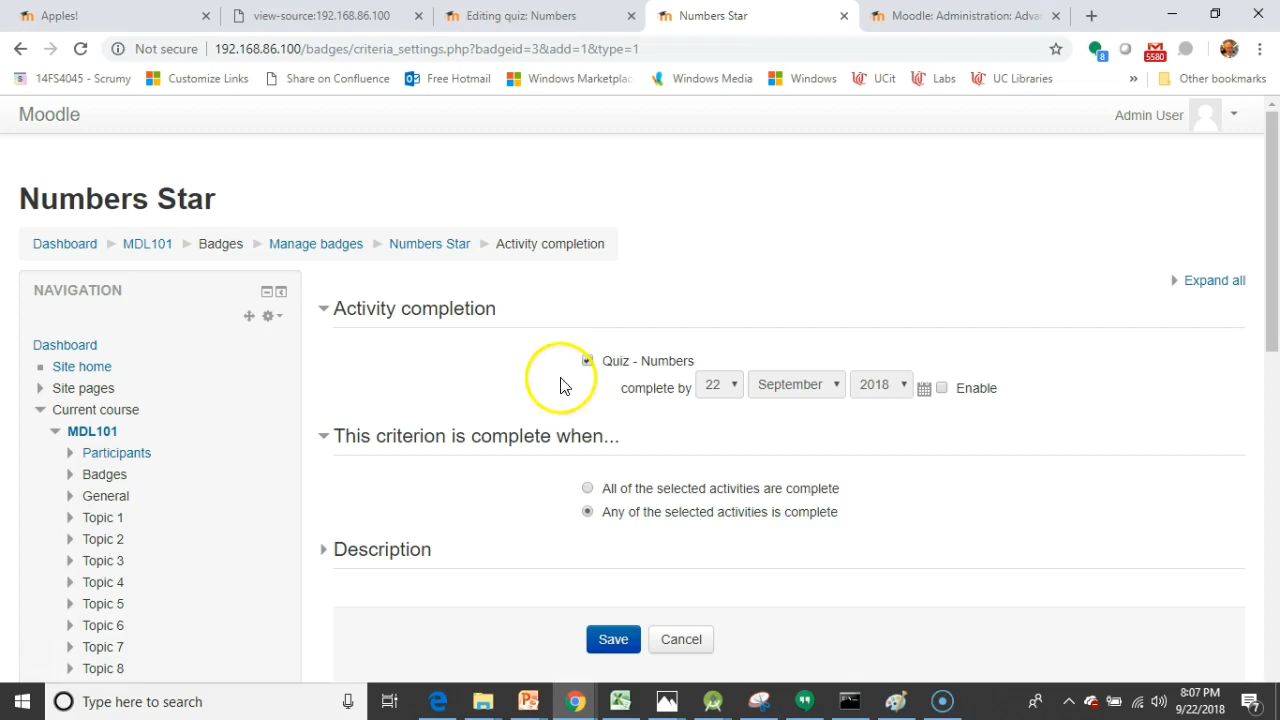 Apples!
view-source:192.168.86.100
Editing quiz: Numbers
Numbers Star
Moodle: Administration: Adva
Not secure 192.168.86.100/badges/criteria_settings.php?badgeid=3&add=1&type=1
8
5580
14FS4045 - Scrumy
Customize Links
Share on Confluence
Free Hotmail
Windows Marketplac
Windows Media
Windows
UCit
Labs
UC Libraries
»
Other bookmarks
Moodle
Admin User
Numbers Star
Dashboard MDL101 Badges Manage badges Numbers Star Activity completion
NAVIGATION
Dashboard
Site home
Site pages
Current course
MDL101
Participants
Badges
General
Topic 1
Topic 2
Topic 3
Topic 4
Topic 5
Topic 6
Topic 7
Topic 8
Expand all
Activity completion
Quiz - Numbers
complete by 22 September 2018 Enable
This criterion is complete when...
All of the selected activities are complete
Any of the selected activities is complete
Description
Save Cancel
Type here to search
8:07 PM
9/22/2018
7